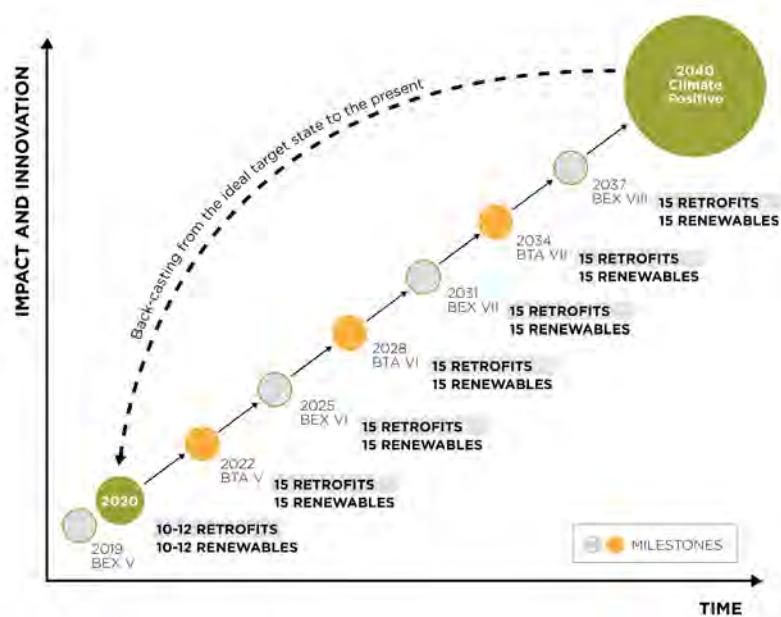 IMPACT AND INNOVATION
Back-casting from the ideal target state to the present
2040
Climate
Positive
2037
BEX VIII
15 RETROFITS
15 RENEWABLES
2034
BTA VII
15 RETROFITS
15 RENEWABLES
2031
BEX VII
15 RETROFITS
15 RENEWABLES
2028
BTA VI
15 RETROFITS
15 RENEWABLES
2025
BEX VI
15 RETROFITS
15 RENEWABLES
2022
BTA V
15 RETROFITS
15 RENEWABLES
2020
10-12 RETROFITS
10-12 RENEWABLES
2019
BEX V
MILESTONES
TIME